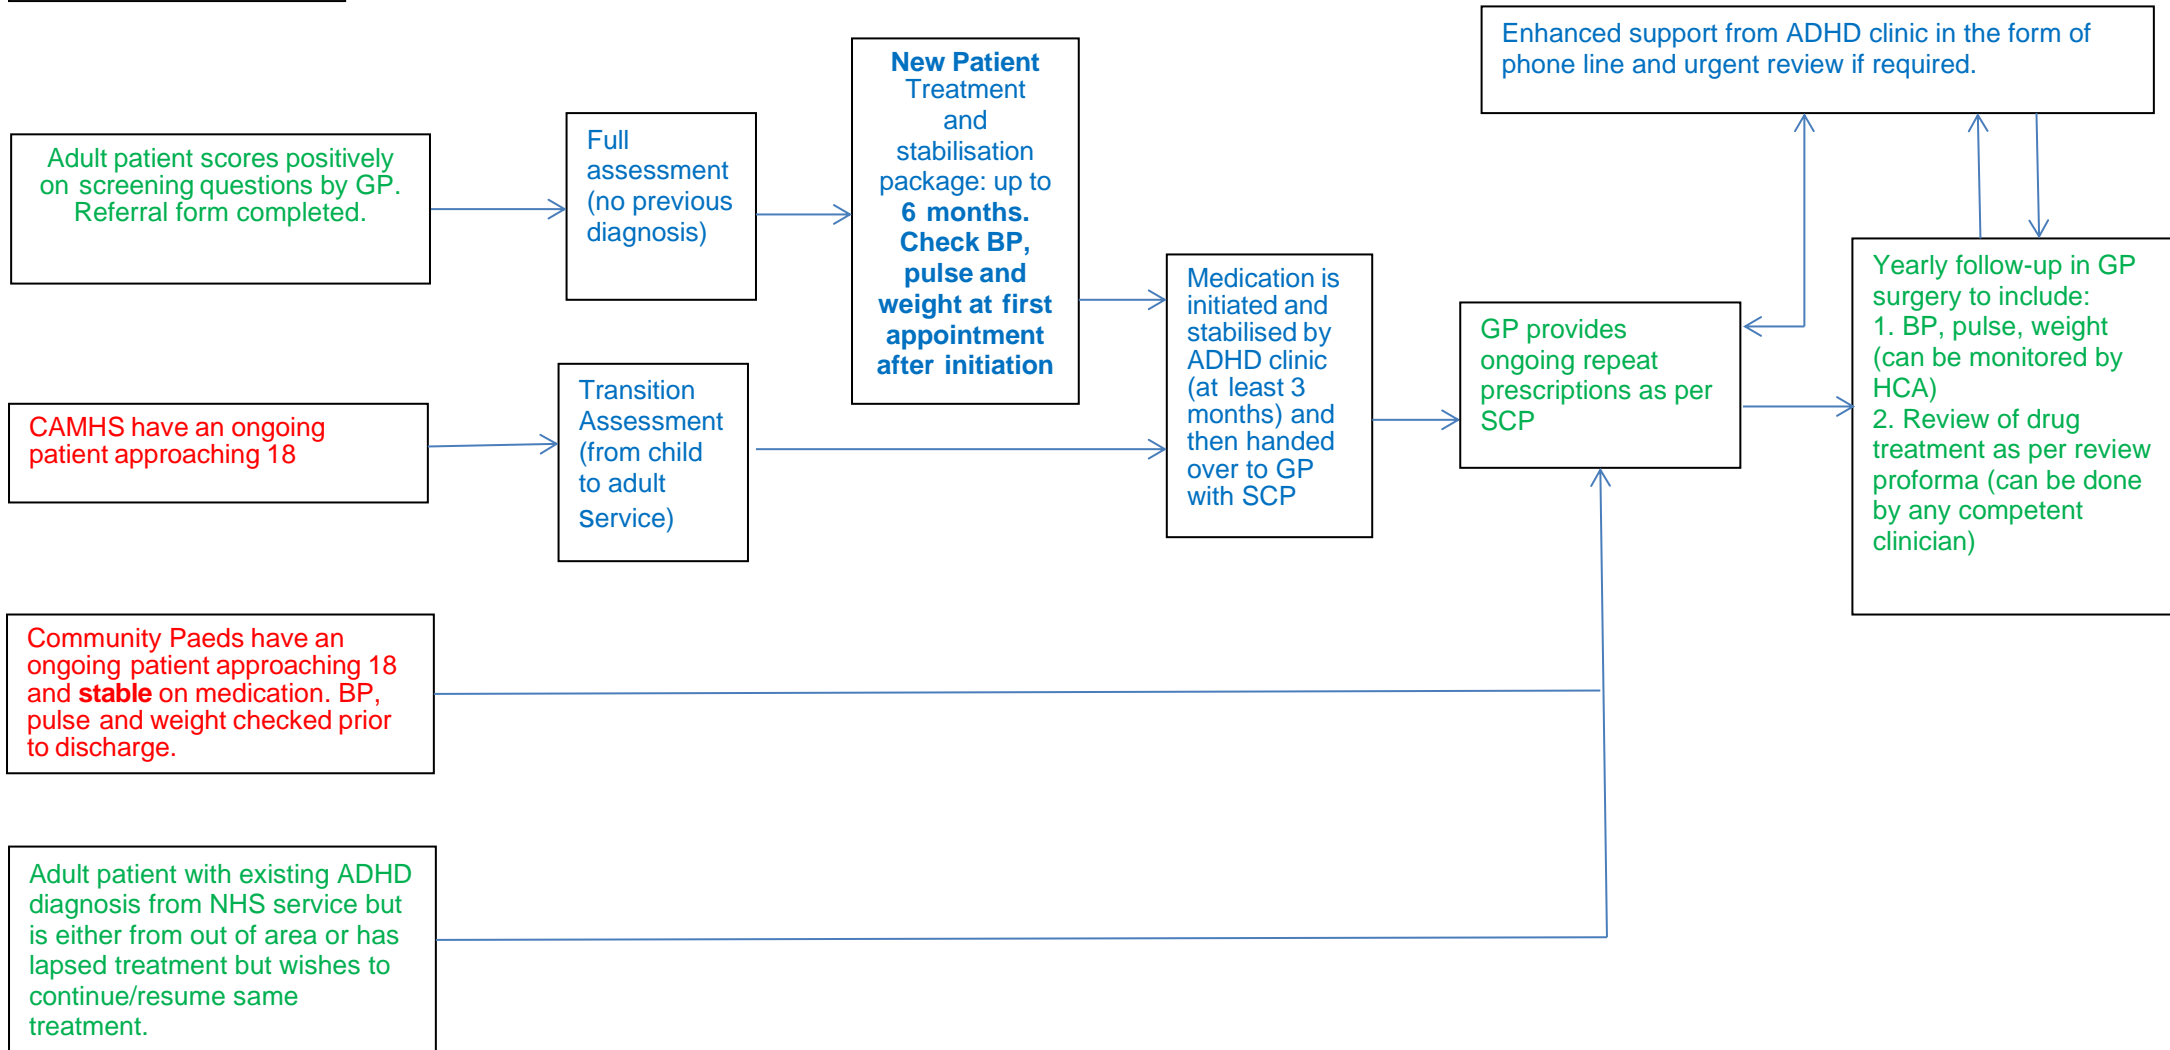 Adult patient scores positively
on screening questions by GP.
Referral form completed.
Full
assessment
(no previous
diagnosis)
New Patient
Treatment
and
stabilisation
package: up to
6 months.
Check BP,
pulse and
weight at first
appointment
after initiation
Enhanced support from ADHD clinic in the form of
phone line and urgent review if required.
CAMHS have an ongoing
patient approaching 18
Transition
Assessment
(from child
to adult
service)
Medication is
initiated and
stabilised by
ADHD clinic
(at least 3
months) and
then handed
over to GP
with SCP
GP provides
ongoing repeat
prescriptions as per
SCP
Yearly follow-up in GP
surgery to include:
1. BP, pulse, weight
(can be monitored by
HCA)
2. Review of drug
treatment as per review
proforma (can be done
by any competent
clinician)
Community Paeds have an
ongoing patient approaching 18
and stable on medication. BP,
pulse and weight checked prior
to discharge.
Adult patient with existing ADHD
diagnosis from NHS service but
is either from out of area or has
lapsed treatment but wishes to
continue/resume same
treatment.